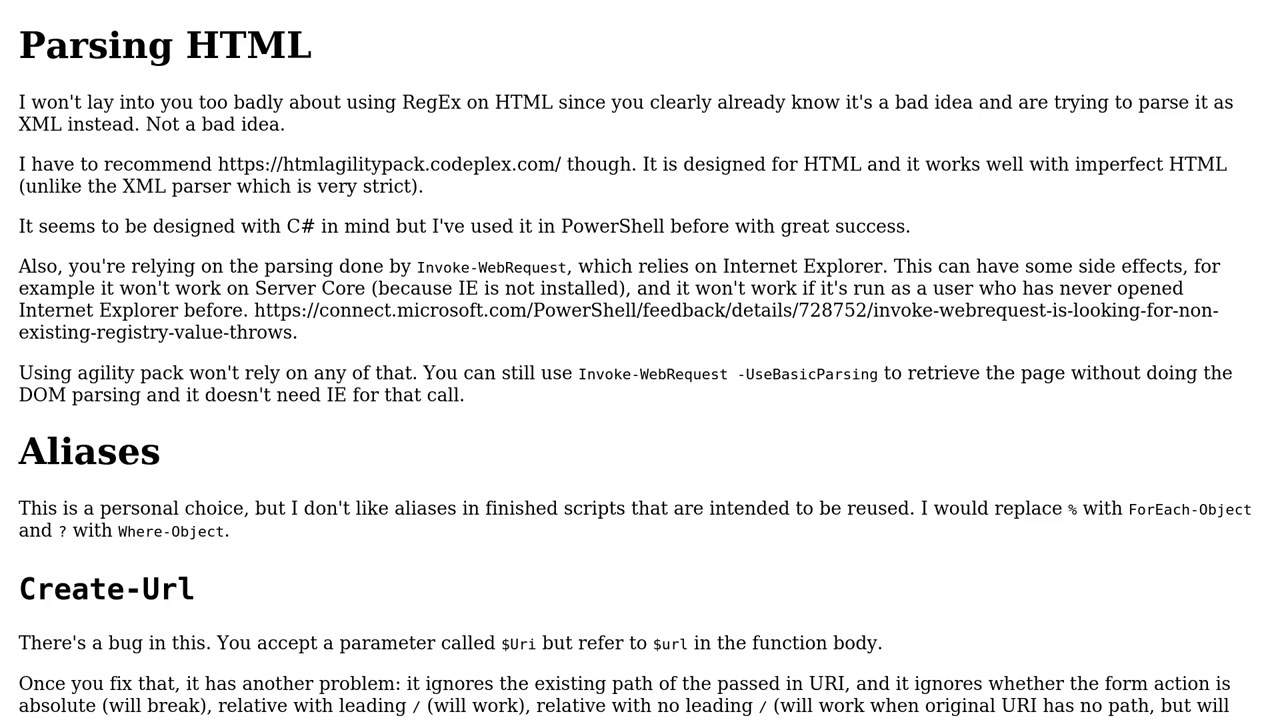 Parsing HTML
I won't lay into you too badly about using RegEx on HTML since you clearly already know it's a bad idea and are trying to parse it as
XML instead. Not a bad idea.
I have to recommend https://htmlagilitypack.codeplex.com/ though. It is designed for HTML and it works well with imperfect HTML
(unlike the XML parser which is very strict).
It seems to be designed with C# in mind but I've used it in PowerShell before with great success.
Also, you're relying on the parsing done by Invoke-WebRequest, which relies on Internet Explorer. This can have some side effects, for
example it won't work on Server Core (because IE is not installed), and it won't work if it's run as a user who has never opened
Internet Explorer before. https://connect.microsoft.com/PowerShell/feedback/details/728752/invoke-webrequest-is-looking-for-non-
existing-registry-value-throws.
Using agility pack won't rely on any of that. You can still use Invoke-WebRequest -UseBasicParsing to retrieve the page without doing the
DOM parsing and it doesn't need IE for that call.
Aliases
This is a personal choice, but I don't like aliases in finished scripts that are intended to be reused. I would replace % with ForEach-Object
and ? with Where-Object.
Create-Url
There's a bug in this. You accept a parameter called $Uri but refer to $url in the function body.
Once you fix that, it has another problem: it ignores the existing path of the passed in URI, and it ignores whether the form action is
absolute (will break), relative with leading / (will work), relative with no leading / (will work when original URI has no path, but will